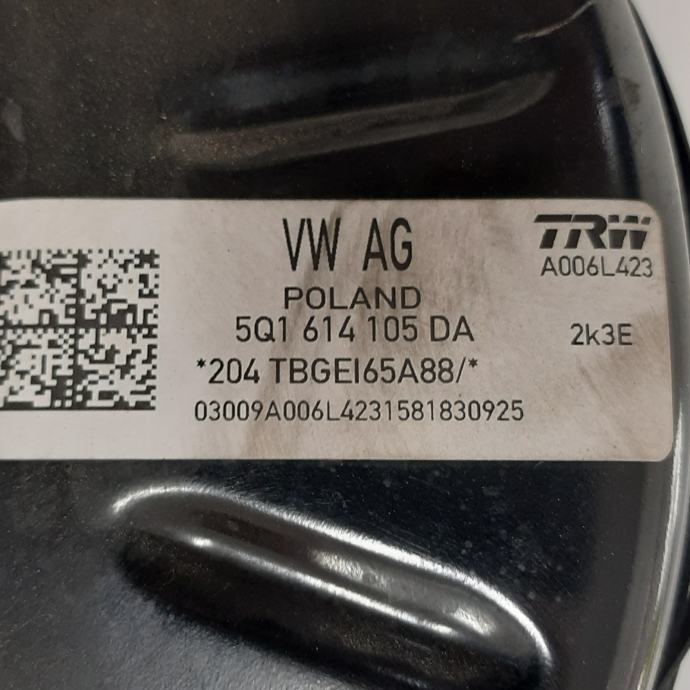 VW AG
TRW
A006L423
POLAND
5Q1 614 105 DA
2k3E
*204 TBGEI65A88/*
03009A006L4231581830925